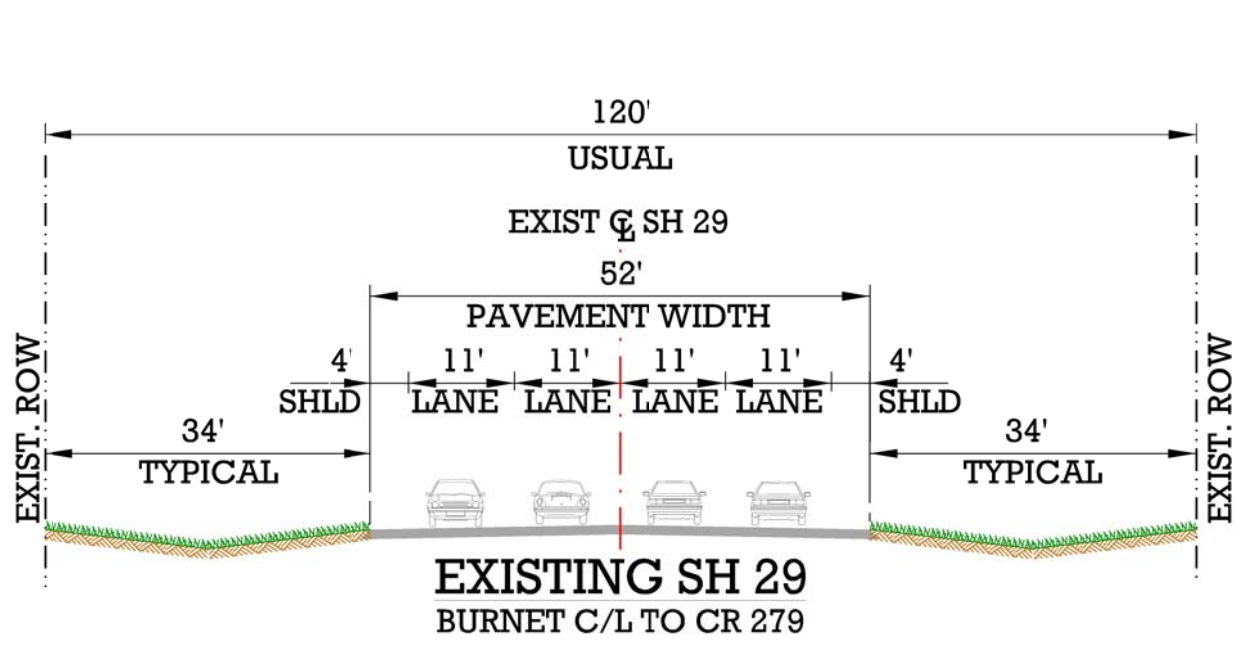 120'
USUAL
EXIST ℄ SH 29
52'
PAVEMENT WIDTH
4' 11' 11' 11' 11' 4'
SHLD LANE LANE LANE LANE SHLD
34' 34'
TYPICAL TYPICAL
EXIST. ROW
EXIST. ROW
EXISTING SH 29
BURNET C/L TO CR 279